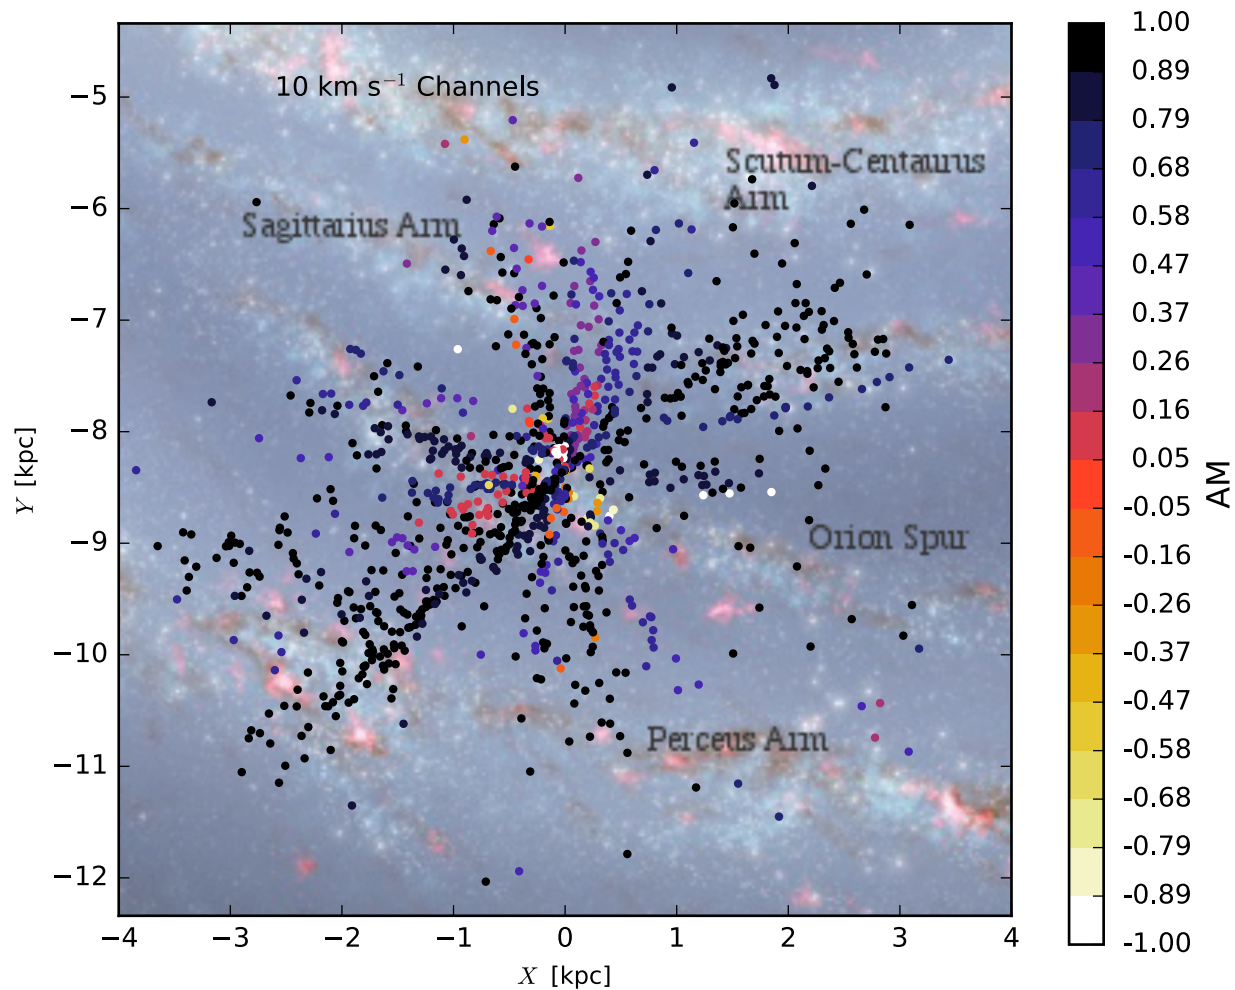 10 km s⁻¹ Channels
Scutum-Centaurus
Arm
Sagittarius Arm
Orion Spur
Perceus Arm
−5
−6
−7
−8
−9
−10
−11
−12
Y [kpc]
−4 −3 −2 −1 0 1 2 3 4
X [kpc]
1.00
0.89
0.79
0.68
0.58
0.47
0.37
0.26
0.16
0.05
-0.05
-0.16
-0.26
-0.37
-0.47
-0.58
-0.68
-0.79
-0.89
-1.00
AM